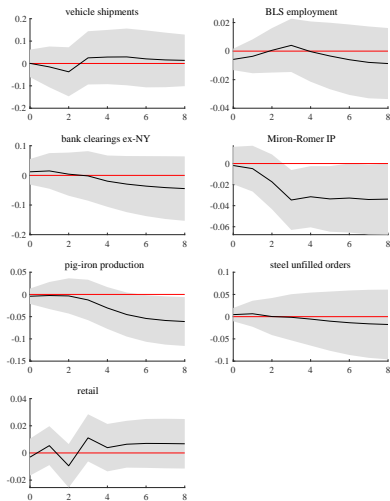 vehicle shipments
0.2
0.1
0
-0.1
-0.2
0 2 4 6 8
BLS employment
0.02
0
-0.02
-0.04
0 2 4 6 8
bank clearings ex-NY
0.1
0
-0.1
-0.2
0 2 4 6 8
Miron-Romer IP
0
-0.02
-0.04
-0.06
0 2 4 6 8
pig-iron production
0.05
0
-0.05
-0.1
-0.15
0 2 4 6 8
steel unfilled orders
0.1
0.05
0
-0.05
-0.1
0 2 4 6 8
retail
0.04
0.02
0
-0.02
0 2 4 6 8